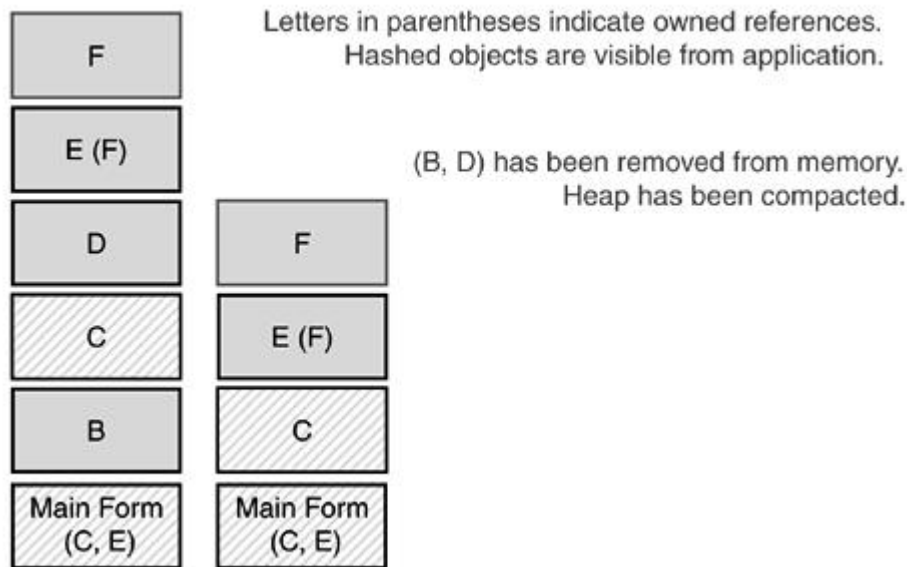 Letters in parentheses indicate owned references.
Hashed objects are visible from application.
(B, D) has been removed from memory.
Heap has been compacted.
F
E (F)
D
C
B
Main Form
(C, E)
F
E (F)
C
Main Form
(C, E)